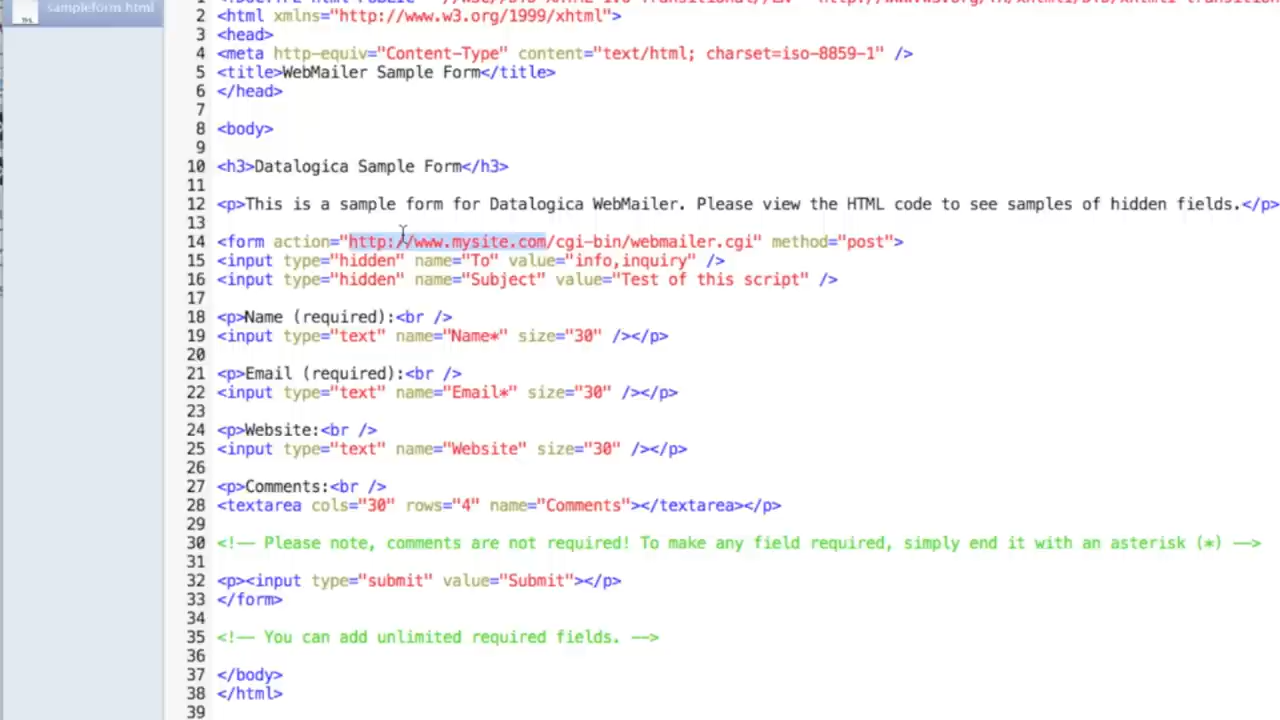 sampleform.html
1
2 <html xmlns="http://www.w3.org/1999/xhtml">
3 <head>
4 <meta http-equiv="Content-Type" content="text/html; charset=iso-8859-1" />
5 <title>WebMailer Sample Form</title>
6 </head>
7
8 <body>
9
10 <h3>Datalogica Sample Form</h3>
11
12 <p>This is a sample form for Datalogica WebMailer. Please view the HTML code to see samples of hidden fields.</p>
13
14 <form action="http://www.mysite.com/cgi-bin/webmailer.cgi" method="post">
15 <input type="hidden" name="To" value="info,inquiry" />
16 <input type="hidden" name="Subject" value="Test of this script" />
17
18 <p>Name (required):<br />
19 <input type="text" name="Name*" size="30" /></p>
20
21 <p>Email (required):<br />
22 <input type="text" name="Email*" size="30" /></p>
23
24 <p>Website:<br />
25 <input type="text" name="Website" size="30" /></p>
26
27 <p>Comments:<br />
28 <textarea cols="30" rows="4" name="Comments"></textarea></p>
29
30 <!-- Please note, comments are not required! To make any field required, simply end it with an asterisk (*) -->
31
32 <p><input type="submit" value="Submit"></p>
33 </form>
34
35 <!-- You can add unlimited required fields. -->
36
37 </body>
38 </html>
39